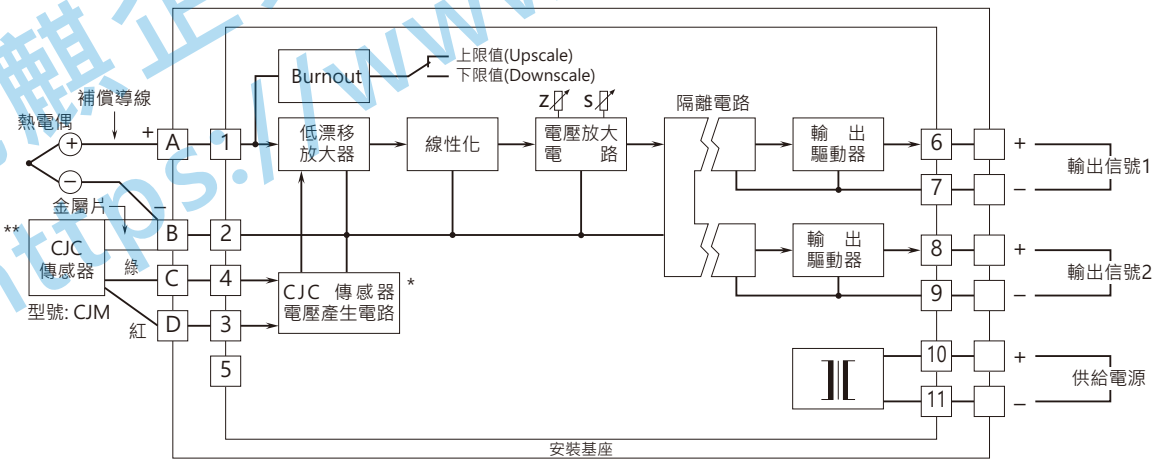 麒企
https://www
Burnout
上限值(Upscale)
下限值(Downscale)
補償導線
熱電偶
+
+
A
1
低漂移
放大器
線性化
Z
S
電壓放大
電 路
隔離電路
輸 出
驅動器
6
+
7
−
輸出信號1
−
金屬片
−
**
CJC
傳感器
B
2
輸 出
驅動器
8
+
綠
C
4
9
−
輸出信號2
CJC 傳感器
電壓產生電路
*
型號: CJM
紅
D
3
5
10
+
11
−
供給電源
安裝基座